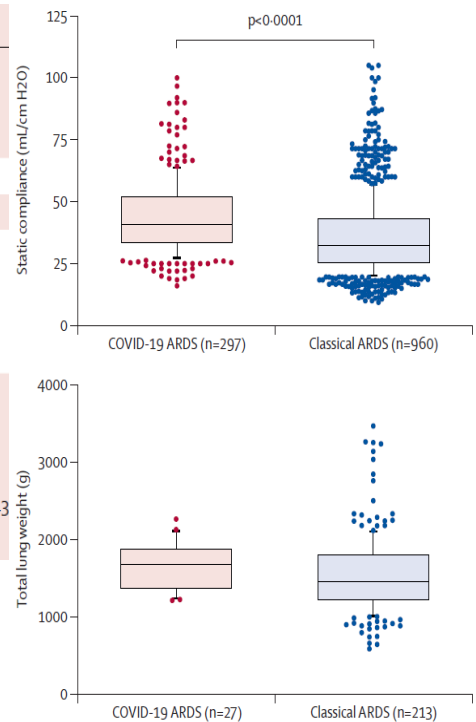 p<0·0001
Static compliance (mL/cm H2O)
125
100
75
50
25
0
COVID-19 ARDS (n=297)
Classical ARDS (n=960)
Total lung weight (g)
4000
3000
2000
1000
0
COVID-19 ARDS (n=27)
Classical ARDS (n=213)